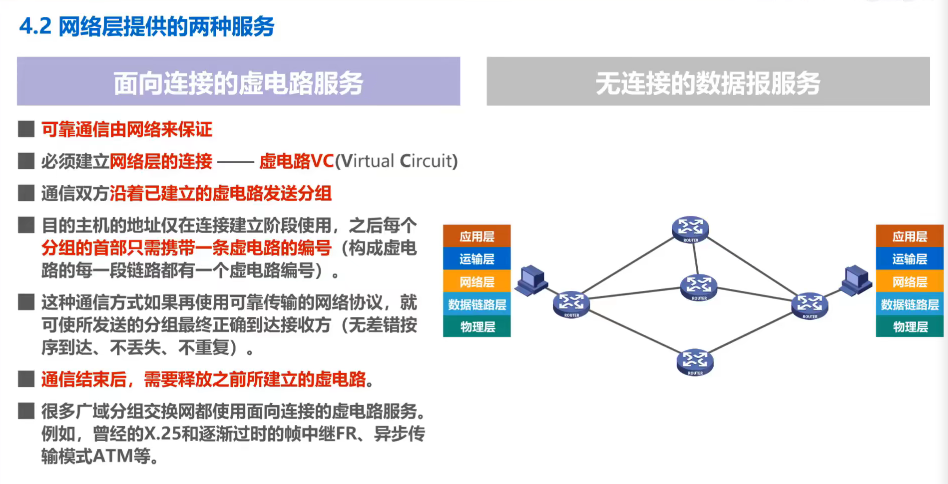 4.2 网络层提供的两种服务
面向连接的虚电路服务
无连接的数据报服务
可靠通信由网络来保证
必须建立网络层的连接 —— 虚电路VC(Virtual Circuit)
通信双方沿着已建立的虚电路发送分组
目的主机的地址仅在连接建立阶段使用，之后每个
分组的首部只需携带一条虚电路的编号（构成虚电
路的每一段链路都有一个虚电路编号）。
这种通信方式如果再使用可靠传输的网络协议，就
可使所发送的分组最终正确到达接收方（无差错按
序到达、不丢失、不重复）。
通信结束后，需要释放之前所建立的虚电路。
很多广域分组交换网都使用面向连接的虚电路服务。
例如，曾经的X.25和逐渐过时的帧中继FR、异步传
输模式ATM等。
应用层
运输层
网络层
数据链路层
物理层
ROUTER
ROUTER
ROUTER
ROUTER
ROUTER
应用层
运输层
网络层
数据链路层
物理层